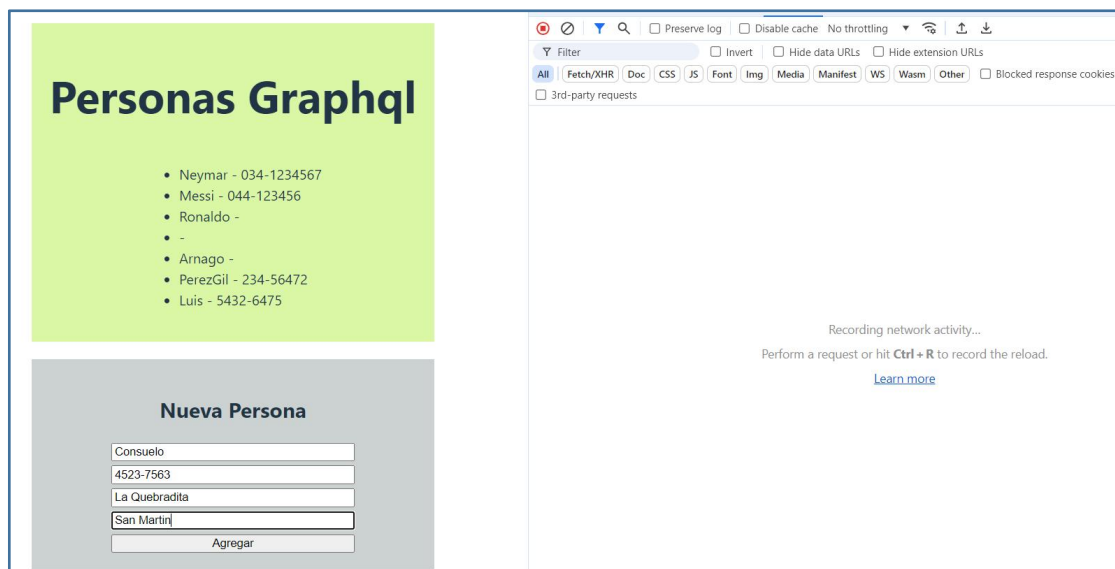 Personas Graphql
Neymar - 034-1234567
Messi - 044-123456
Ronaldo -
-
Arnago -
PerezGil - 234-56472
Luis - 5432-6475
Nueva Persona
Consuelo
4523-7563
La Quebradita
San Martin
Agregar
Preserve log Disable cache No throttling
Filter Invert Hide data URLs Hide extension URLs
All Fetch/XHR Doc CSS JS Font Img Media Manifest WS Wasm Other Blocked response cookies
3rd-party requests
Recording network activity...
Perform a request or hit Ctrl + R to record the reload.
Learn more